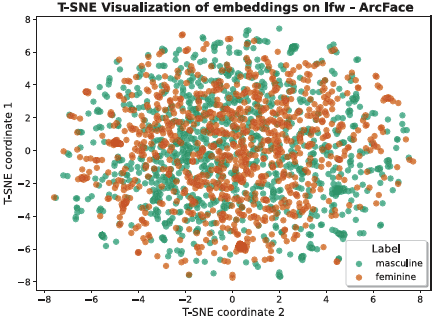 T-SNE Visualization of embeddings on lfw - ArcFace
T-SNE coordinate 1
8
6
4
2
0
−2
−4
−6
−8
−8 −6 −4 −2 0 2 4 6 8
T-SNE coordinate 2
Label
masculine
feminine